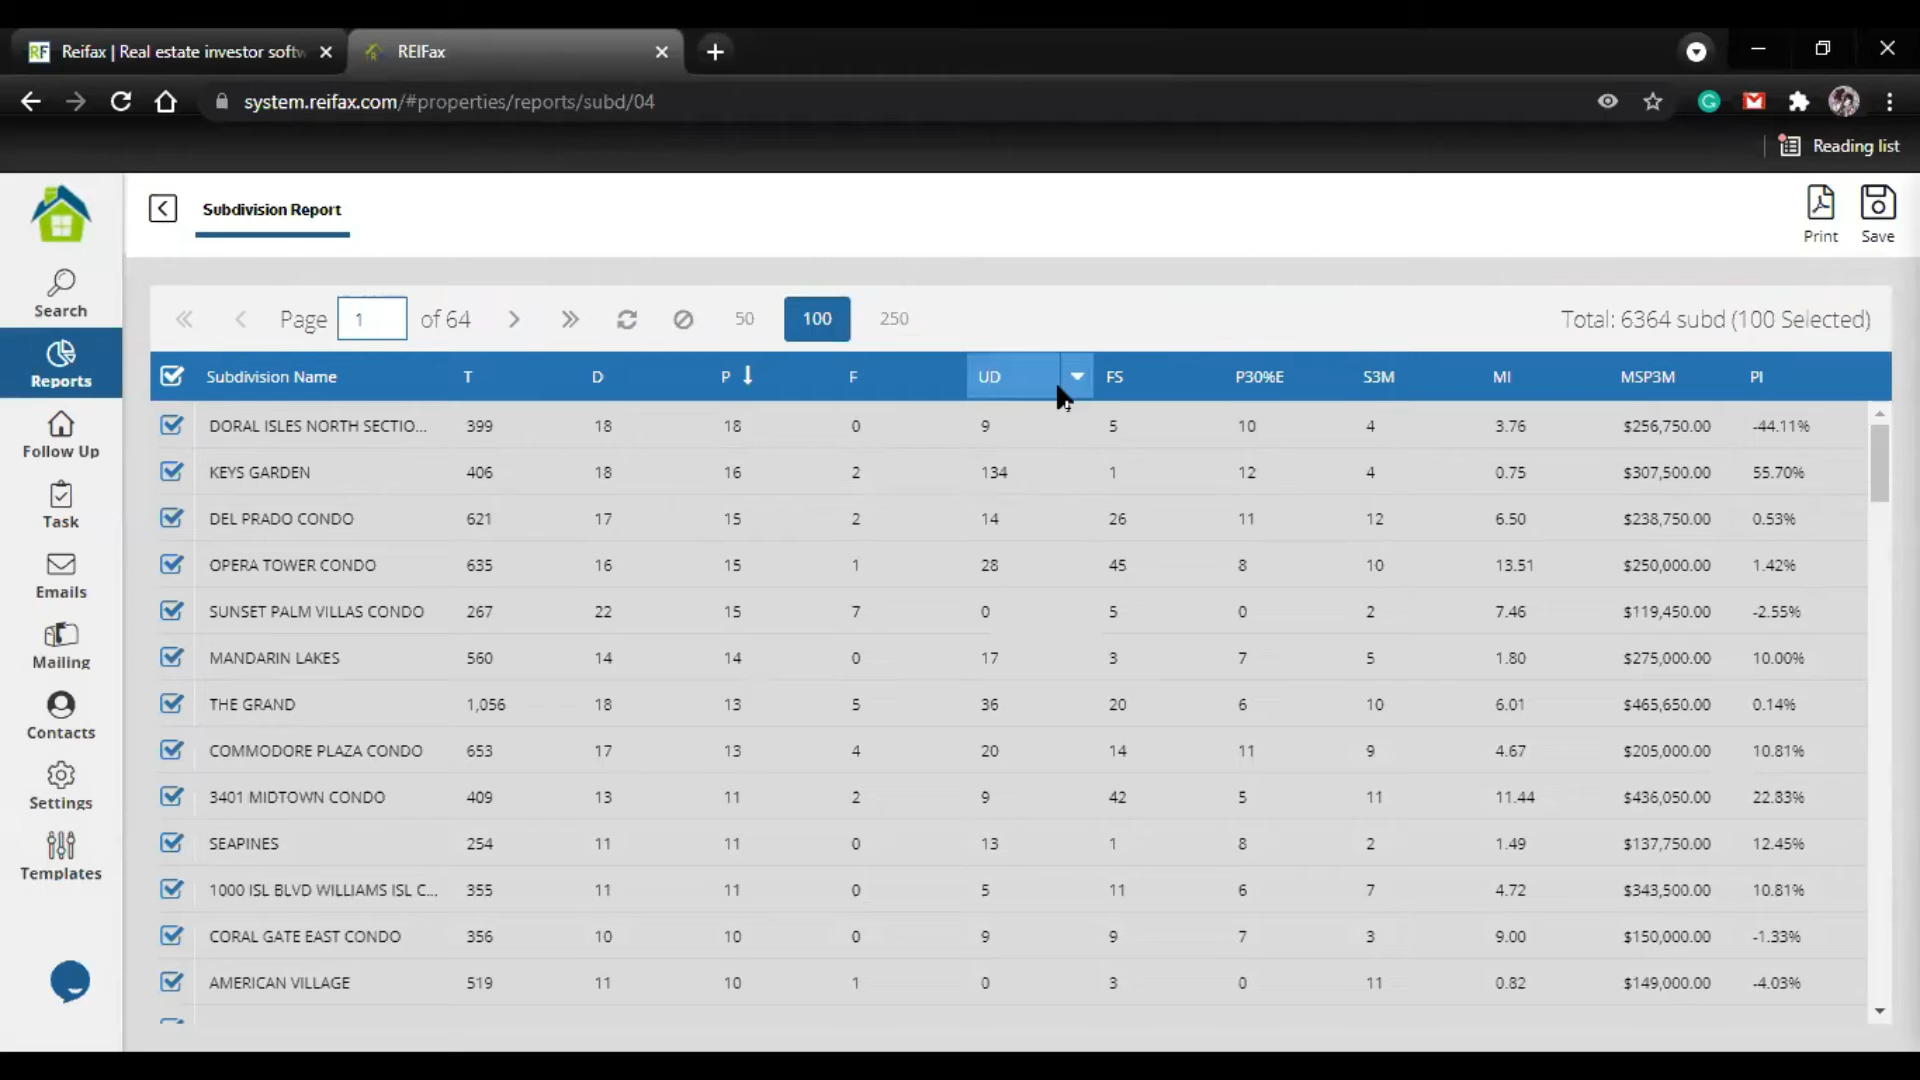 RF Reifax | Real estate investor softw
REIFax
system.reifax.com/#properties/reports/subd/04
Reading list
Subdivision Report
Print
Save
Search
Reports
Follow Up
Task
Emails
Mailing
Contacts
Settings
Templates
Page 1 of 64 50 100 250 Total: 6364 subd (100 Selected)
Subdivision Name T D P F UD FS P30%E S3M MI MSP3M PI
DORAL ISLES NORTH SECTIO... 399 18 18 0 9 5 10 4 3.76 $256,750.00 -44.11%
KEYS GARDEN 406 18 16 2 134 1 12 4 0.75 $307,500.00 55.70%
DEL PRADO CONDO 621 17 15 2 14 26 11 12 6.50 $238,750.00 0.53%
OPERA TOWER CONDO 635 16 15 1 28 45 8 10 13.51 $250,000.00 1.42%
SUNSET PALM VILLAS CONDO 267 22 15 7 0 5 0 2 7.46 $119,450.00 -2.55%
MANDARIN LAKES 560 14 14 0 17 3 7 5 1.80 $275,000.00 10.00%
THE GRAND 1,056 18 13 5 36 20 6 10 6.01 $465,650.00 0.14%
COMMODORE PLAZA CONDO 653 17 13 4 20 14 11 9 4.67 $205,000.00 10.81%
3401 MIDTOWN CONDO 409 13 11 2 9 42 5 11 11.44 $436,050.00 22.83%
SEAPINES 254 11 11 0 13 1 8 2 1.49 $137,750.00 12.45%
1000 ISL BLVD WILLIAMS ISL C... 355 11 11 0 5 11 6 7 4.72 $343,500.00 10.81%
CORAL GATE EAST CONDO 356 10 10 0 9 9 7 3 9.00 $150,000.00 -1.33%
AMERICAN VILLAGE 519 11 10 1 0 3 0 11 0.82 $149,000.00 -4.03%